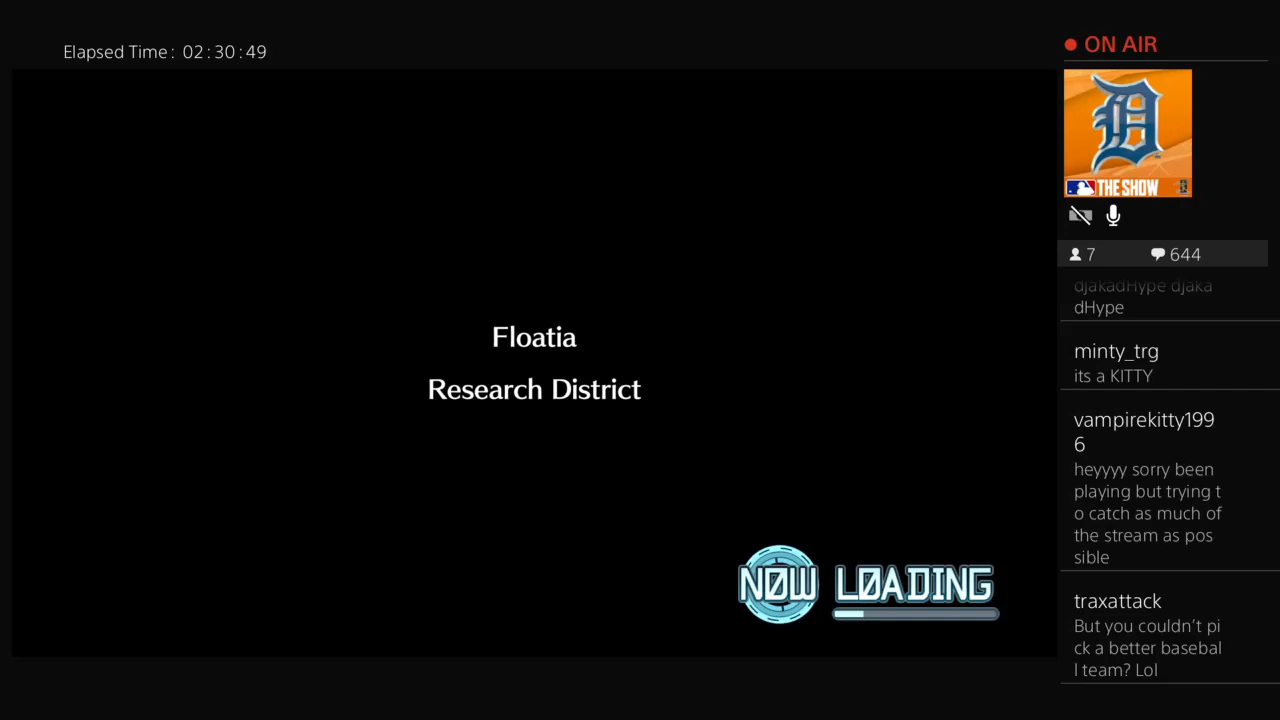 Elapsed Time: 02:30:49
ON AIR
D
THE SHOW
7 644
djakadHype djaka
dHype
minty_trg
its a KITTY
vampirekitty199
6
heyyyy sorry been
playing but trying t
o catch as much of
the stream as pos
sible
traxattack
But you couldn't pi
ck a better basebal
l team? Lol
Floatia
Research District
NOW LOADING